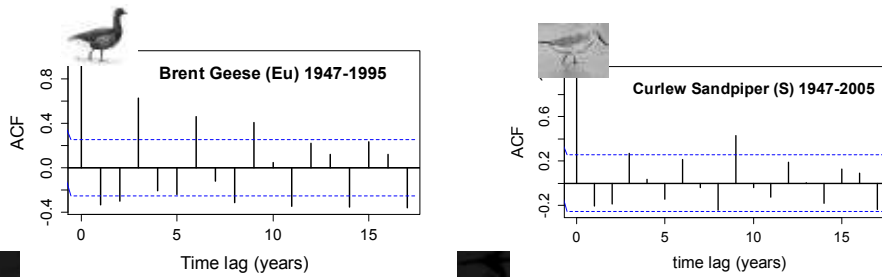 Brent Geese (Eu) 1947-1995
ACF
0.8
0.4
0.0
-0.4
0
5
10
15
Time lag (years)
Curlew Sandpiper (S) 1947-2005
ACF
0.6
0.2
-0.2
0
5
10
15
time lag (years)